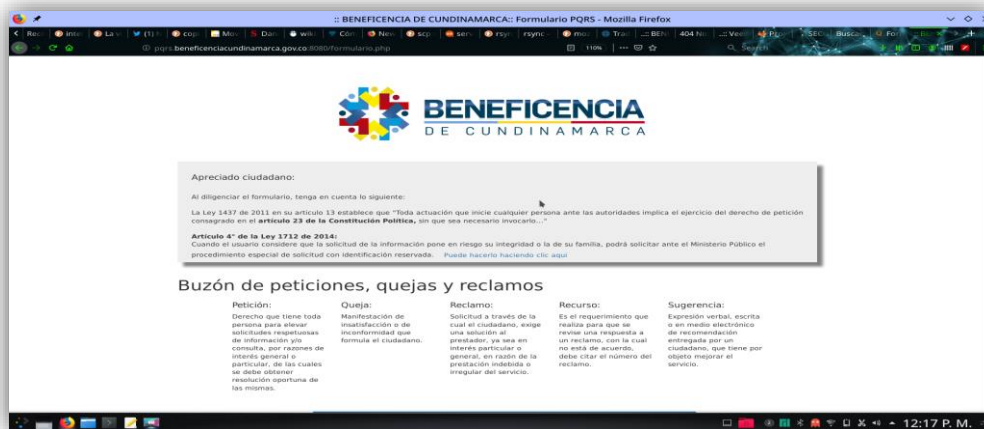 :: BENEFICENCIA DE CUNDINAMARCA:: Formulario PQRS - Mozilla Firefox
pqrs.beneficenciacundinamarca.gov.co:8080/formulario.php
110%
Search
BENEFICENCIA
DE CUNDINAMARCA
Apreciado ciudadano:
Al diligenciar el formulario, tenga en cuenta lo siguiente:
La Ley 1437 de 2011 en su artículo 13 establece que "Toda actuación que inicie cualquier persona ante las autoridades implica el ejercicio del derecho de petición
consagrado en el artículo 23 de la Constitución Política, sin que sea necesario invocarlo..."
Artículo 4° de la Ley 1712 de 2014:
Cuando el usuario considere que la solicitud de la información pone en riesgo su integridad o la de su familia, podrá solicitar ante el Ministerio Público el
procedimiento especial de solicitud con identificación reservada. Puede hacerlo haciendo clic aquí
Buzón de peticiones, quejas y reclamos
Petición:
Derecho que tiene toda
persona para elevar
solicitudes respetuosas
de información y/o
consulta, por razones de
interés general o
particular, de las cuales
se debe obtener
resolución oportuna de
las mismas.
Queja:
Manifestación de
insatisfacción o de
inconformidad que
formula el ciudadano.
Reclamo:
Solicitud a través de la
cual el ciudadano, exige
una solución al
prestador, ya sea en
interés particular o
general, en razón de la
prestación indebida o
irregular del servicio.
Recurso:
Es el requerimiento que
realiza para que se
revise una respuesta a
un reclamo, con la cual
no está de acuerdo,
debe citar el número del
reclamo.
Sugerencia:
Expresión verbal, escrita
o en medio electrónico
de recomendación
entregada por un
ciudadano, que tiene por
objeto mejorar el
servicio.
12:17 P. M.